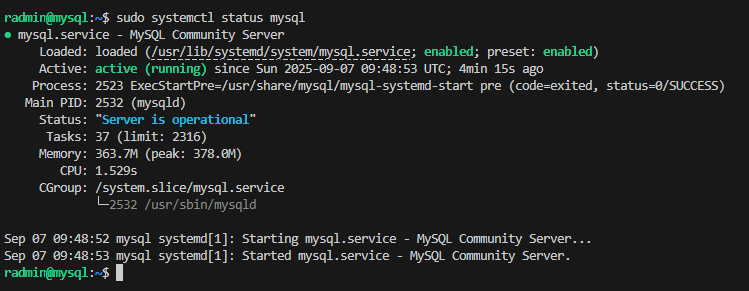 radmin@mysql:~$ sudo systemctl status mysql
● mysql.service - MySQL Community Server
     Loaded: loaded (/usr/lib/systemd/system/mysql.service; enabled; preset: enabled)
     Active: active (running) since Sun 2025-09-07 09:48:53 UTC; 4min 15s ago
    Process: 2523 ExecStartPre=/usr/share/mysql/mysql-systemd-start pre (code=exited, status=0/SUCCESS)
   Main PID: 2532 (mysqld)
     Status: "Server is operational"
      Tasks: 37 (limit: 2316)
     Memory: 363.7M (peak: 378.0M)
        CPU: 1.529s
     CGroup: /system.slice/mysql.service
             └─2532 /usr/sbin/mysqld

Sep 07 09:48:52 mysql systemd[1]: Starting mysql.service - MySQL Community Server...
Sep 07 09:48:53 mysql systemd[1]: Started mysql.service - MySQL Community Server.
radmin@mysql:~$